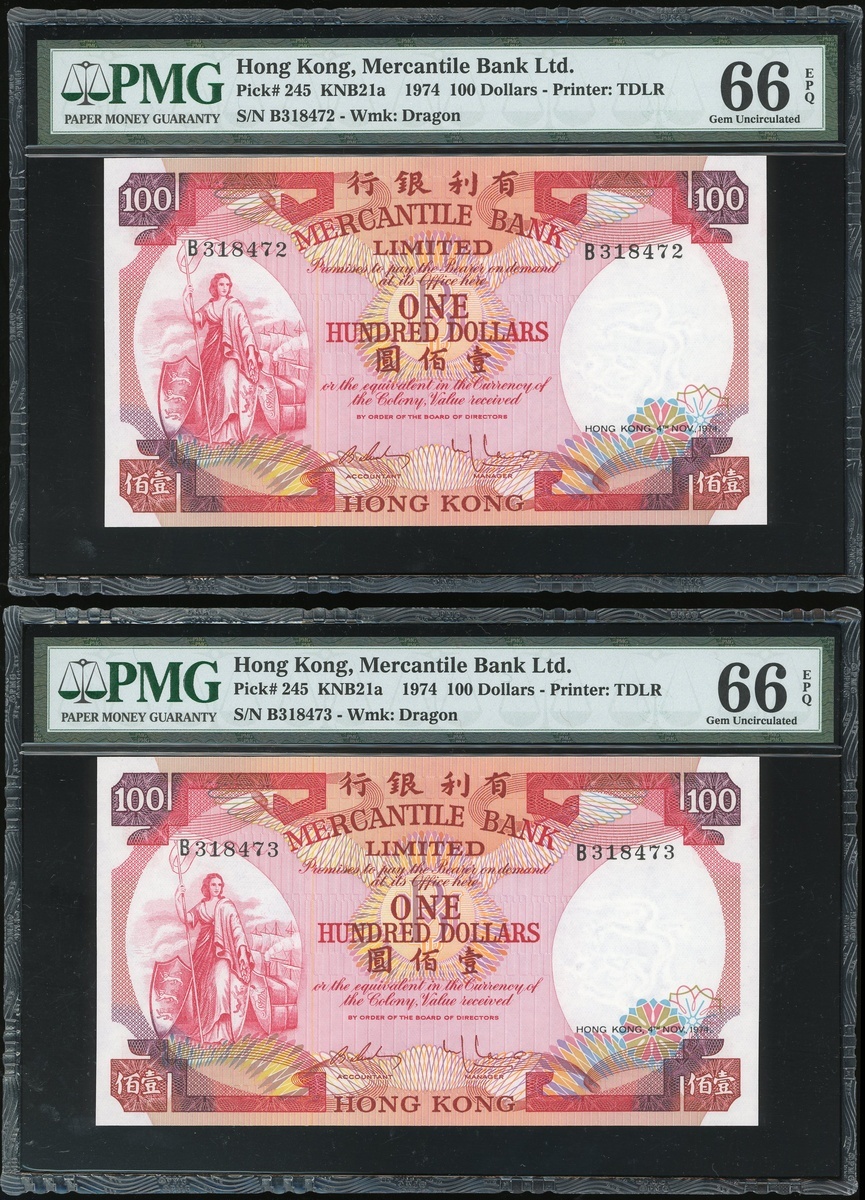 PMG
PAPER MONEY GUARANTY
Hong Kong, Mercantile Bank Ltd.
Pick# 245 KNB21a 1974 100 Dollars - Printer: TDLR
S/N B318472 - Wmk: Dragon
66 EPQ
Gem Uncirculated
行銀利有
100
100
MERCANTILE BANK
LIMITED
B318472
B318472
Promises to pay the Bearer on demand
at its Office here
ONE
HUNDRED DOLLARS
圓佰壹
or the equivalent in the Currency of
the Colony, Value received
BY ORDER OF THE BOARD OF DIRECTORS
HONG KONG, 4TH NOV, 1974.
ACCOUNTANT
MANAGER
佰壹
佰壹
HONG KONG
PMG
PAPER MONEY GUARANTY
Hong Kong, Mercantile Bank Ltd.
Pick# 245 KNB21a 1974 100 Dollars - Printer: TDLR
S/N B318473 - Wmk: Dragon
66 EPQ
Gem Uncirculated
行銀利有
100
100
MERCANTILE BANK
LIMITED
B318473
B318473
Promises to pay the Bearer on demand
at its Office here
ONE
HUNDRED DOLLARS
圓佰壹
or the equivalent in the Currency of
the Colony, Value received
BY ORDER OF THE BOARD OF DIRECTORS
HONG KONG, 4TH NOV, 1974.
ACCOUNTANT
MANAGER
佰壹
佰壹
HONG KONG